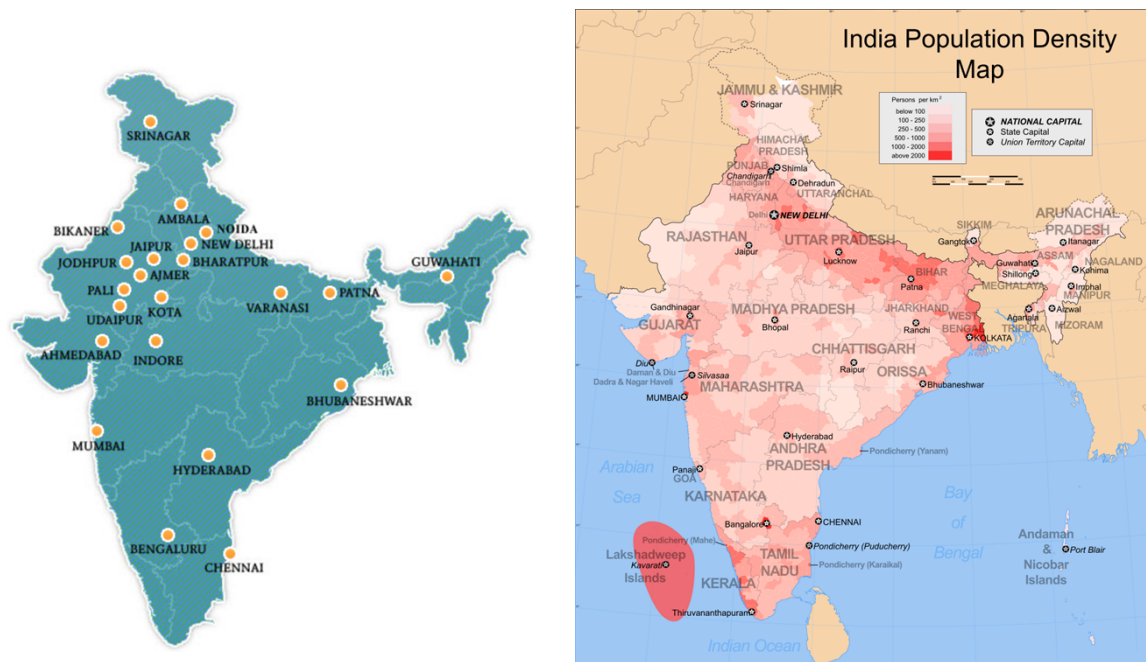 SRINAGAR
AMBALA
BIKANER
NOIDA
JAIPUR
NEW DELHI
JODHPUR
BHARATPUR
AJMER
GUWAHATI
PALI
KOTA
VARANASI
PATNA
UDAIPUR
AHMEDABAD
INDORE
BHUBANESHWAR
MUMBAI
HYDERABAD
BENGALURU
CHENNAI
India Population Density
Map
Persons per km²
below 100
100 - 250
250 - 500
500 - 1000
1000 - 2000
above 2000
NATIONAL CAPITAL
State Capital
Union Territory Capital
JAMMU & KASHMIR
Srinagar
HIMACHAL
PRADESH
Shimla
PUNJAB
Chandigarh
Chandigarh
Dehradun
UTTARANCHAL
HARYANA
Delhi
NEW DELHI
RAJASTHAN
Jaipur
UTTAR PRADESH
Lucknow
SIKKIM
Gangtok
ARUNACHAL
PRADESH
Itanagar
ASSAM
Guwahati
NAGALAND
Kohima
Shillong
MEGHALAYA
Imphal
MANIPUR
BIHAR
Patna
Agartala
TRIPURA
Aizwal
MIZORAM
Gandhinagar
GUJARAT
MADHYA PRADESH
Bhopal
JHARKHAND
Ranchi
WEST
BENGAL
KOLKATA
CHHATTISGARH
Raipur
ORISSA
Bhubaneshwar
Diu
Daman & Diu
Dadra & Nagar Haveli
Silvasaa
MAHARASHTRA
MUMBAI
Hyderabad
ANDHRA
PRADESH
Pondicherry (Yanam)
Arabian
Sea
Panaji
GOA
KARNATAKA
Bay
of
Bengal
Bangalore
CHENNAI
Pondicherry (Mahe)
Pondicherry (Puducherry)
Lakshadweep
Kavarati
Islands
TAMIL
NADU
Pondicherry (Karaikal)
KERALA
Thiruvananthapuram
Andaman
&
Nicobar
Islands
Port Blair
Indian Ocean